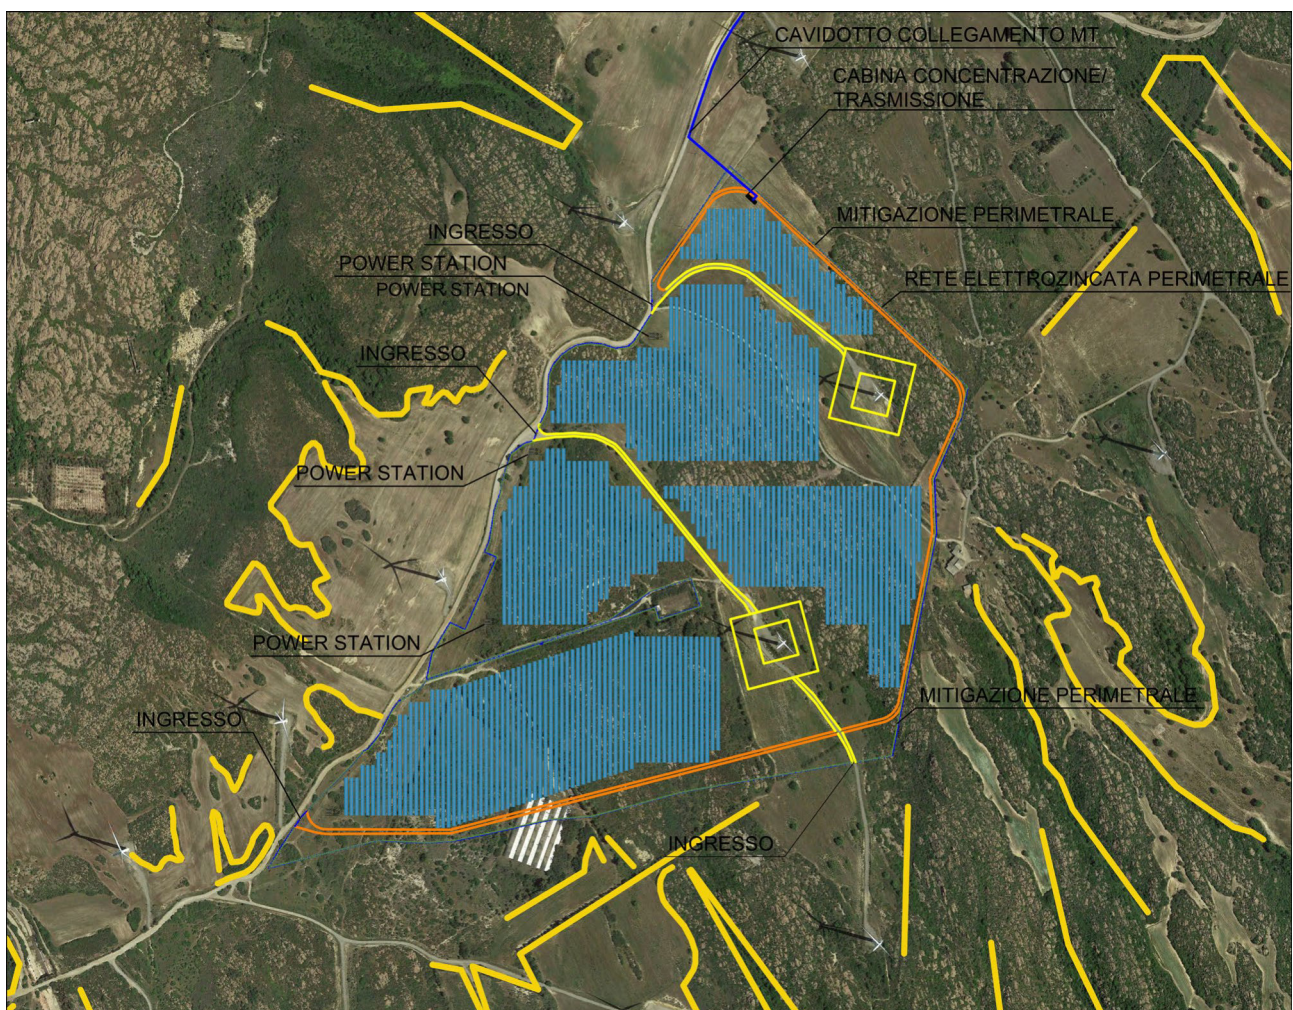 CAVIDOTTO COLLEGAMENTO MT
CABINA CONCENTRAZIONE/
TRASMISSIONE
MITIGAZIONE PERIMETRALE
INGRESSO
POWER STATION
RETE ELETTROZINCATA PERIMETRALE
POWER STATION
INGRESSO
POWER STATION
POWER STATION
MITIGAZIONE PERIMETRALE
INGRESSO
INGRESSO